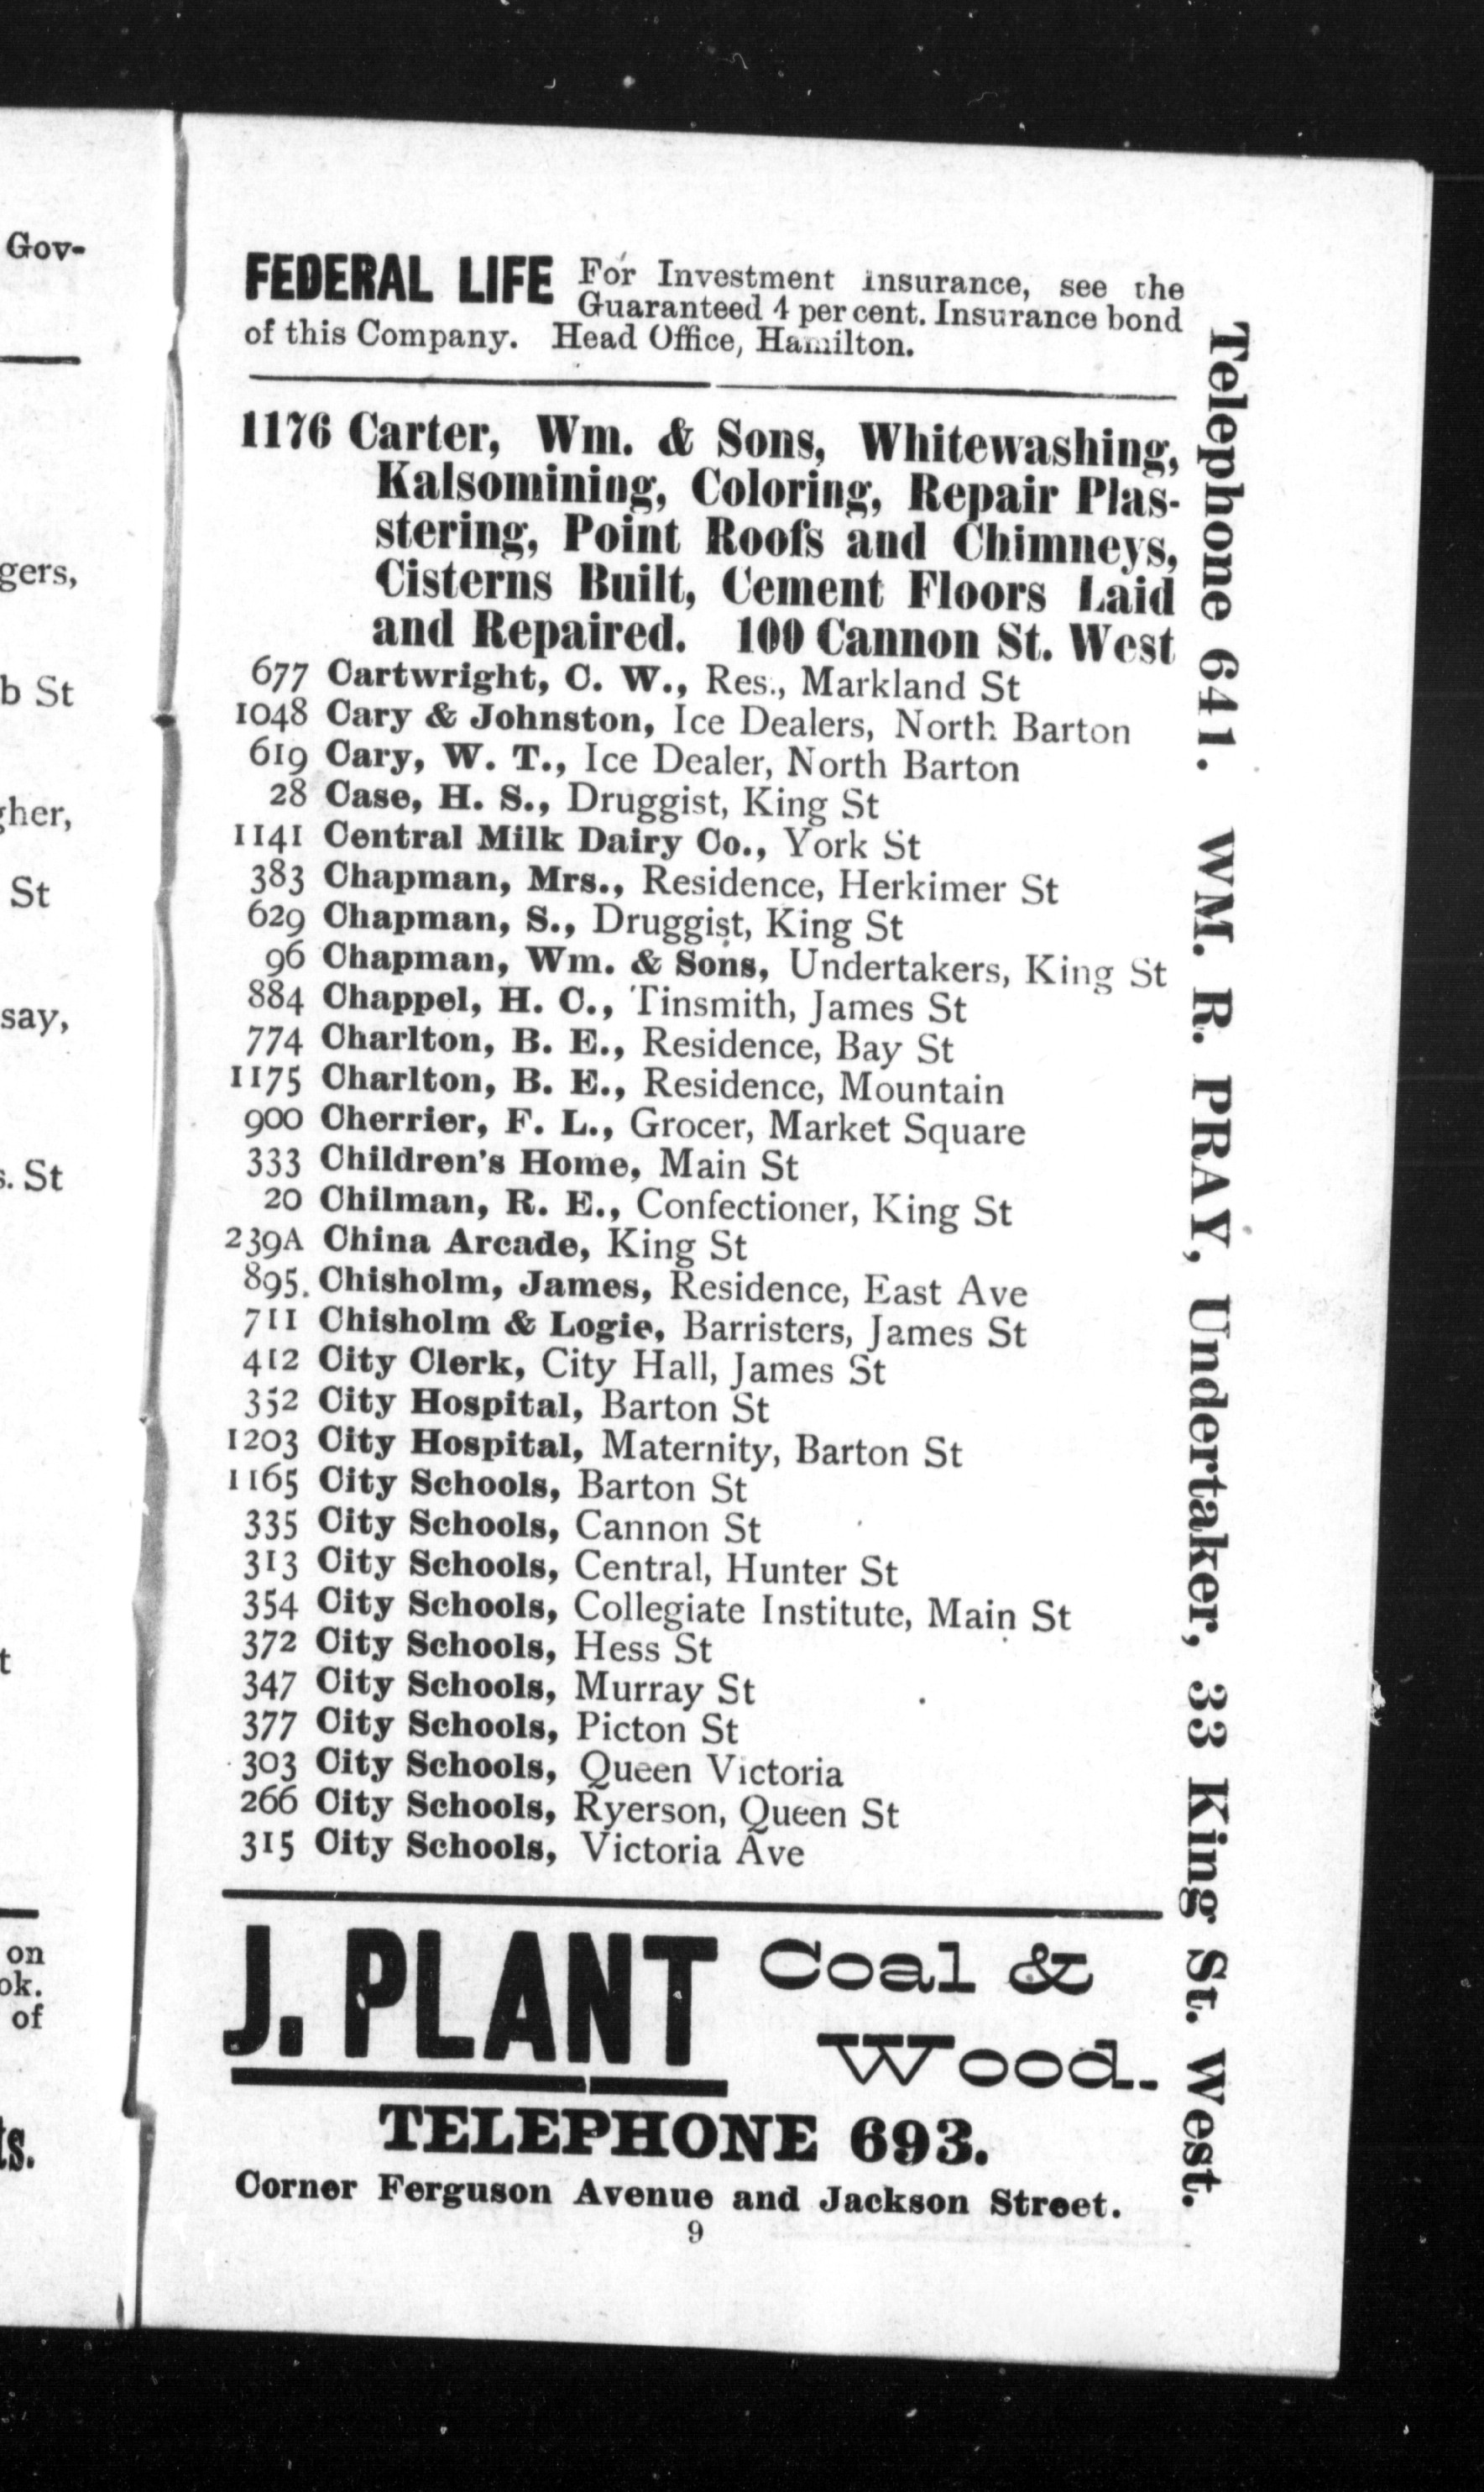 Gov-
gers,
b St
gher,
St
say,
s. St
t
on
ok.
of
ts.
FEDERAL LIFE For Investment insurance, see the
Guaranteed 4 per cent. Insurance bond
of this Company. Head Office, Hamilton.
1176 Carter, Wm. & Sons, Whitewashing,
Kalsomining, Coloring, Repair Plas-
stering, Point Roofs and Chimneys,
Cisterns Built, Cement Floors Laid
and Repaired. 100 Cannon St. West
677 Cartwright, C. W., Res., Markland St
1048 Cary & Johnston, Ice Dealers, North Barton
619 Cary, W. T., Ice Dealer, North Barton
28 Case, H. S., Druggist, King St
1141 Central Milk Dairy Co., York St
383 Chapman, Mrs., Residence, Herkimer St
629 Chapman, S., Druggist, King St
96 Chapman, Wm. & Sons, Undertakers, King St
884 Chappel, H. C., Tinsmith, James St
774 Charlton, B. E., Residence, Bay St
1175 Charlton, B. E., Residence, Mountain
900 Cherrier, F. L., Grocer, Market Square
333 Children's Home, Main St
20 Chilman, R. E., Confectioner, King St
239A China Arcade, King St
895 Chisholm, James, Residence, East Ave
711 Chisholm & Logie, Barristers, James St
412 City Clerk, City Hall, James St
352 City Hospital, Barton St
1203 City Hospital, Maternity, Barton St
1165 City Schools, Barton St
335 City Schools, Cannon St
313 City Schools, Central, Hunter St
354 City Schools, Collegiate Institute, Main St
372 City Schools, Hess St
347 City Schools, Murray St
377 City Schools, Picton St
303 City Schools, Queen Victoria
266 City Schools, Ryerson, Queen St
315 City Schools, Victoria Ave
J. PLANT Coal &
Wood.
TELEPHONE 693.
Corner Ferguson Avenue and Jackson Street.
9
Telephone 641. WM. R. PRAY, Undertaker, 33 King St. West.